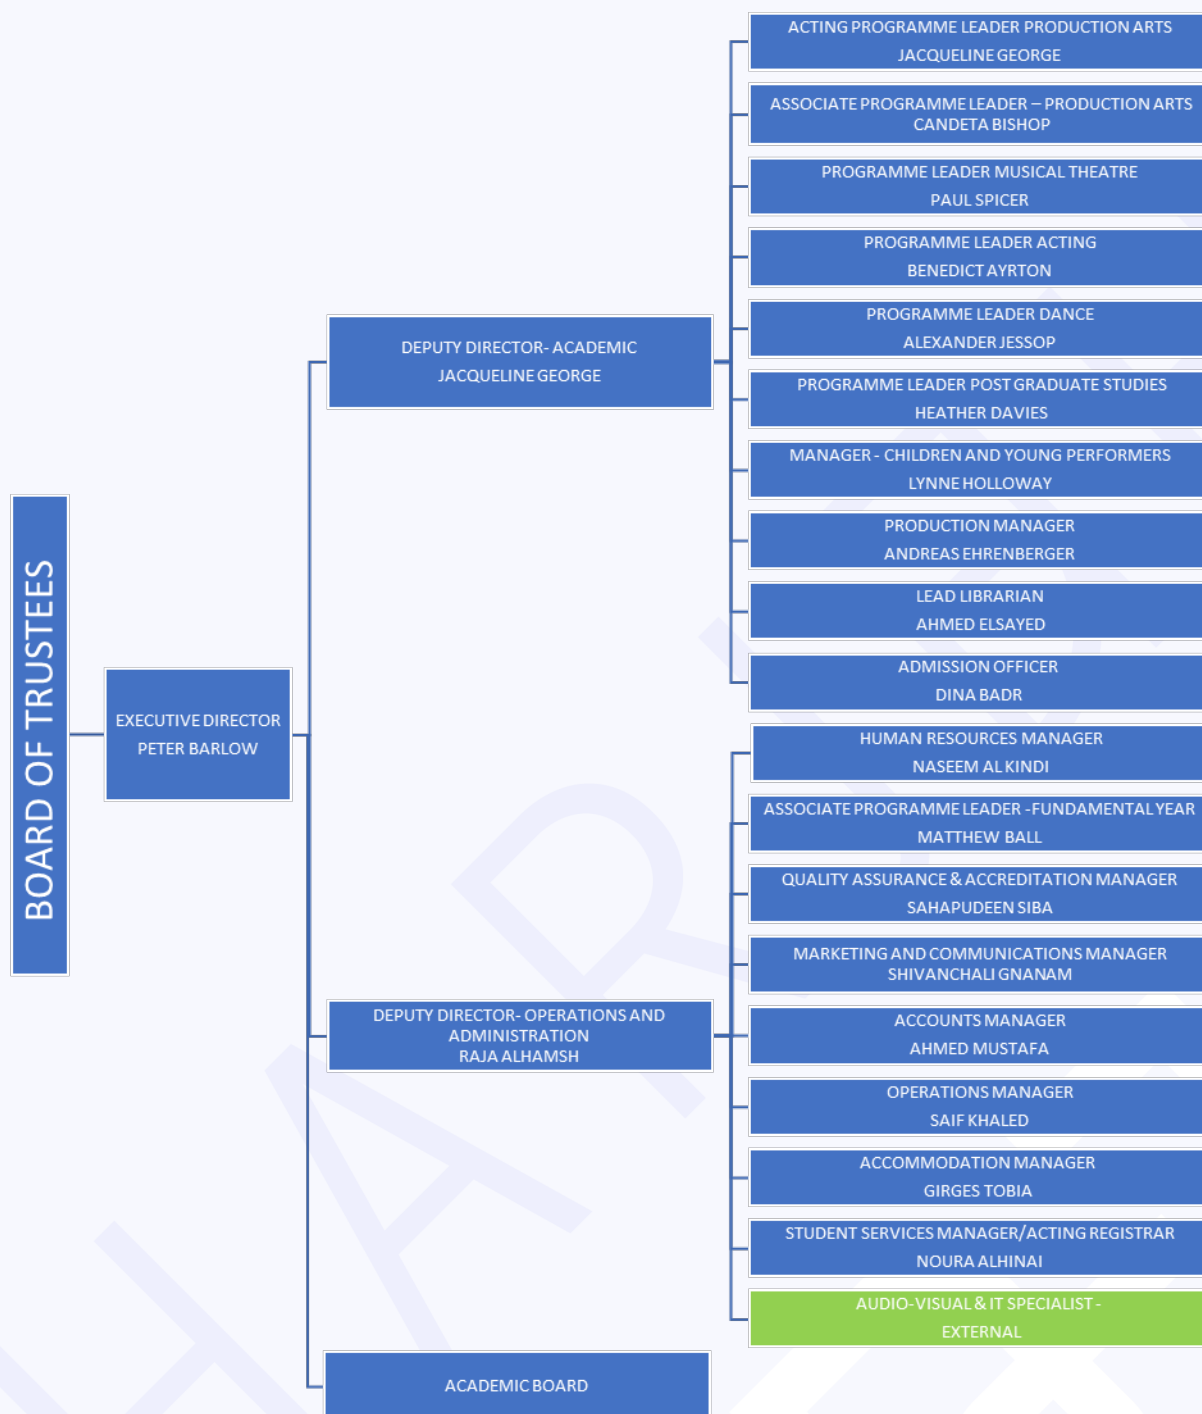 BOARD OF TRUSTEES
EXECUTIVE DIRECTOR
PETER BARLOW
DEPUTY DIRECTOR- ACADEMIC
JACQUELINE GEORGE
ACTING PROGRAMME LEADER PRODUCTION ARTS
JACQUELINE GEORGE
ASSOCIATE PROGRAMME LEADER – PRODUCTION ARTS
CANDETA BISHOP
PROGRAMME LEADER MUSICAL THEATRE
PAUL SPICER
PROGRAMME LEADER ACTING
BENEDICT AYRTON
PROGRAMME LEADER DANCE
ALEXANDER JESSOP
PROGRAMME LEADER POST GRADUATE STUDIES
HEATHER DAVIES
MANAGER - CHILDREN AND YOUNG PERFORMERS
LYNNE HOLLOWAY
PRODUCTION MANAGER
ANDREAS EHRENBERGER
LEAD LIBRARIAN
AHMED ELSAYED
ADMISSION OFFICER
DINA BADR
DEPUTY DIRECTOR- OPERATIONS AND
ADMINISTRATION
RAJA ALHAMSH
HUMAN RESOURCES MANAGER
NASEEM AL KINDI
ASSOCIATE PROGRAMME LEADER -FUNDAMENTAL YEAR
MATTHEW BALL
QUALITY ASSURANCE & ACCREDITATION MANAGER
SAHAPUDEEN SIBA
MARKETING AND COMMUNICATIONS MANAGER
SHIVANCHALI GNANAM
ACCOUNTS MANAGER
AHMED MUSTAFA
OPERATIONS MANAGER
SAIF KHALED
ACCOMMODATION MANAGER
GIRGES TOBIA
STUDENT SERVICES MANAGER/ACTING REGISTRAR
NOURA ALHINAI
AUDIO-VISUAL & IT SPECIALIST -
EXTERNAL
ACADEMIC BOARD